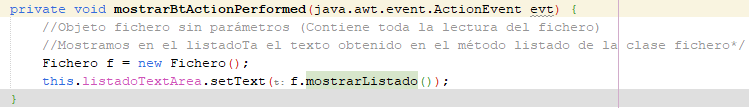 private void mostrarBtActionPerformed(java.awt.event.ActionEvent evt) {
//Objeto fichero sin parámetros (Contiene toda la lectura del fichero)
//Mostramos en el listadoTa el texto obtenido en el método listado de la clase fichero*/
Fichero f = new Fichero();
this.listadoTextArea.setText(t: f.mostrarListado());
}